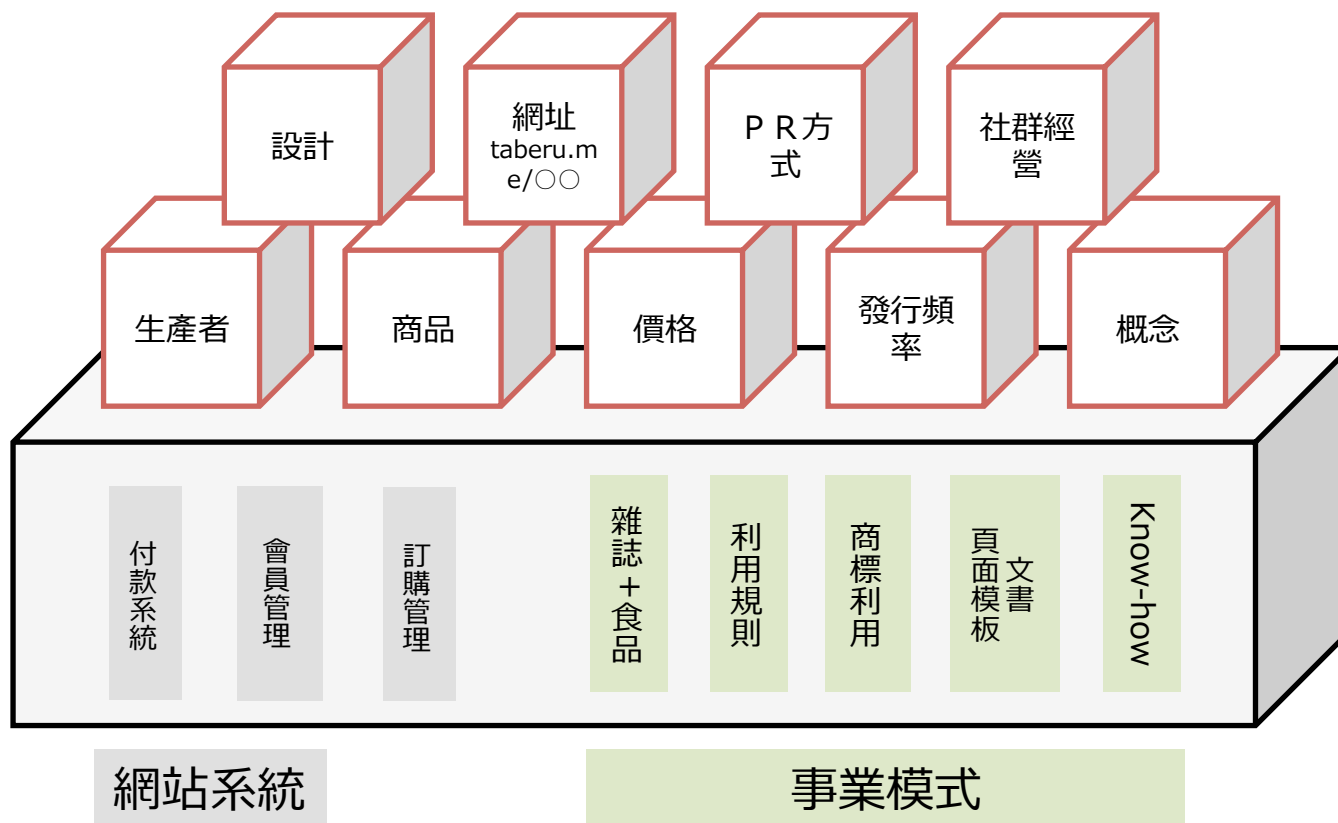 設計
網址
taberu.m
e/○○
ＰＲ方
式
社群經
營
生產者
商品
價格
發行頻
率
概念
付款系統
會員管理
訂購管理
雜誌＋食品
利用規則
商標利用
文書
頁面模板
Know-how
網站系統
事業模式